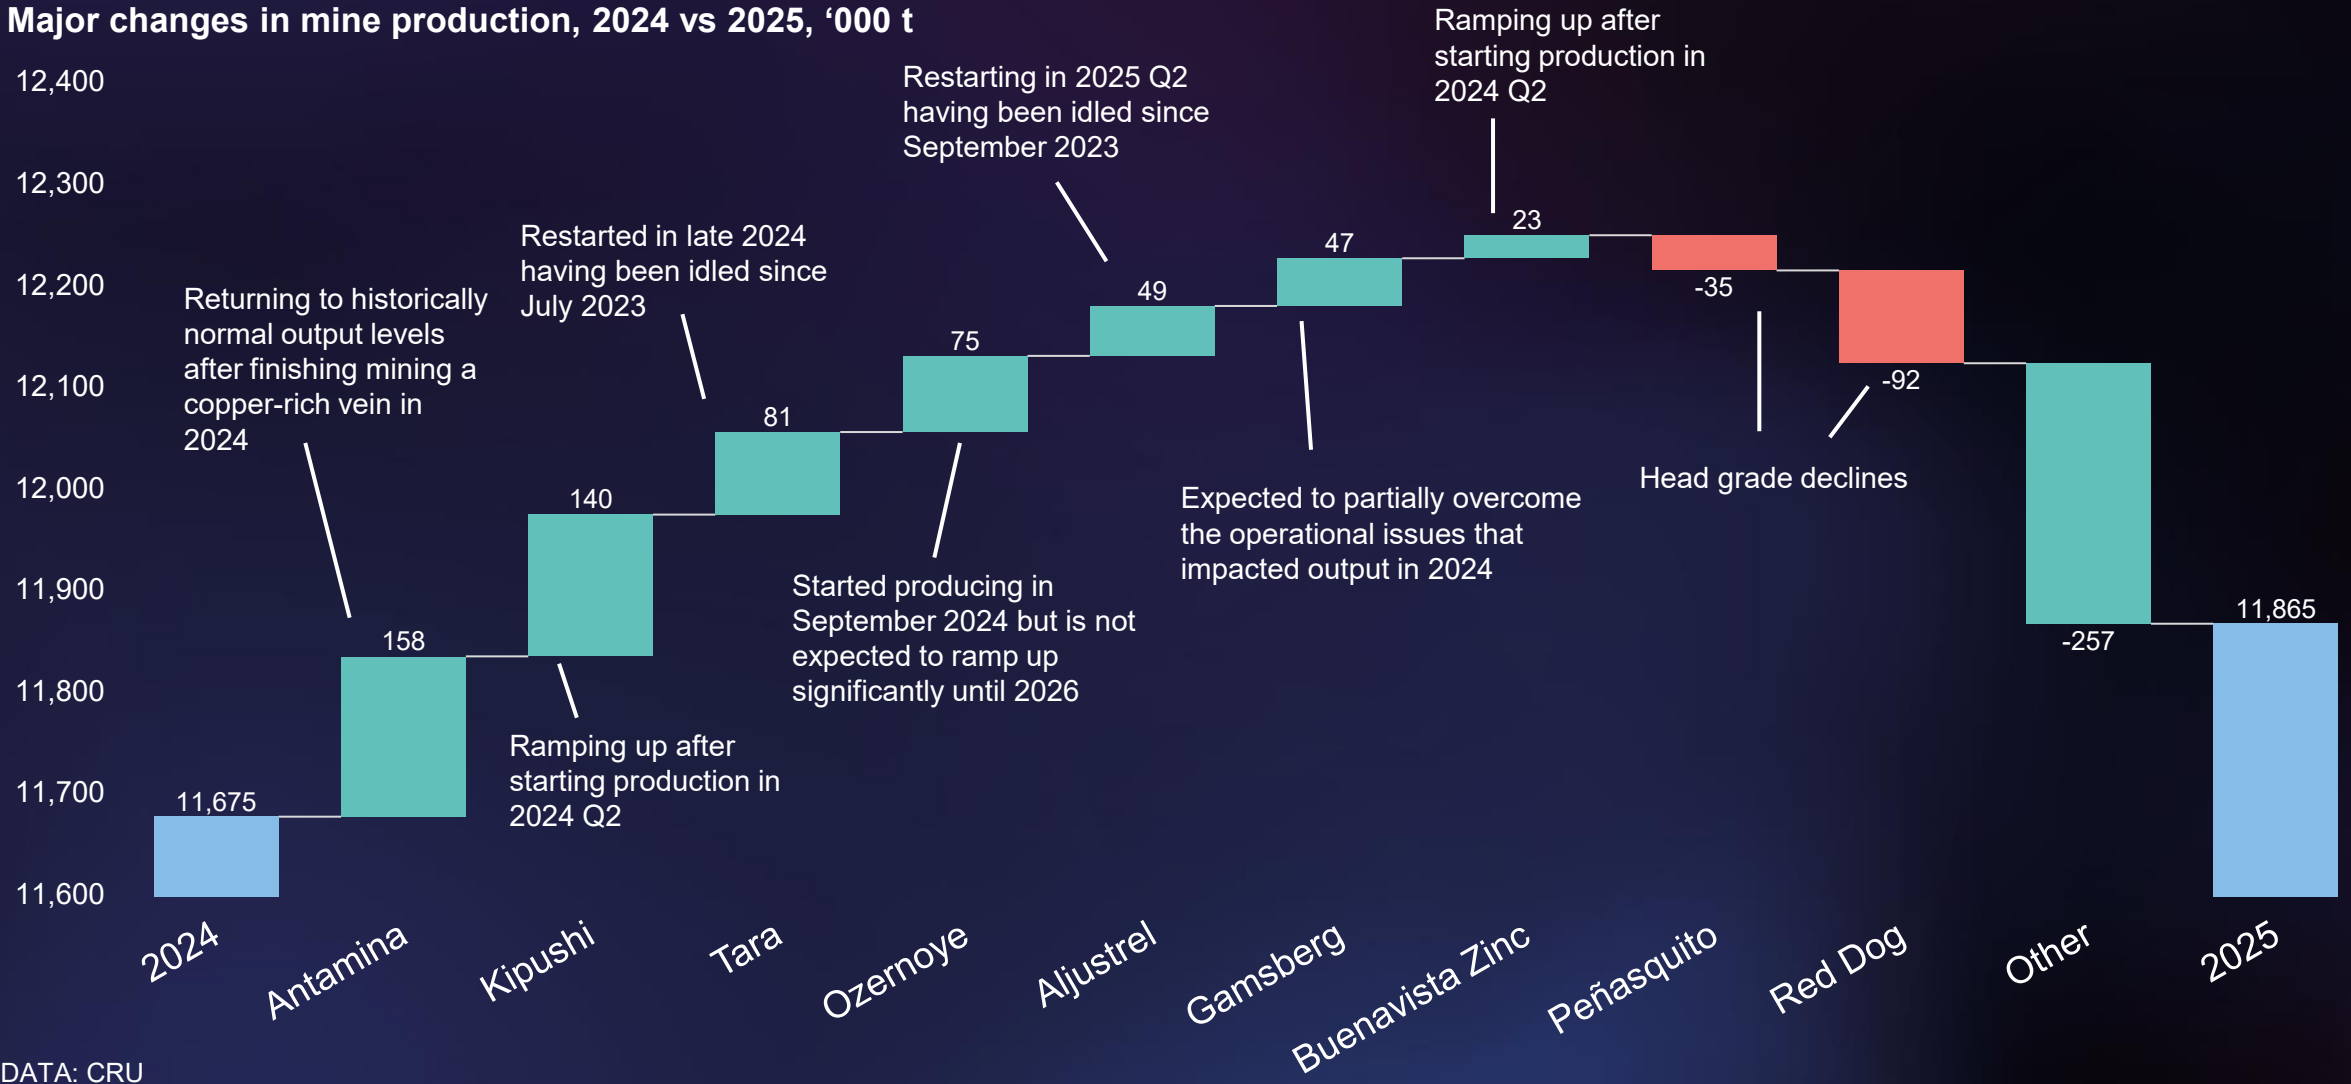 Major changes in mine production, 2024 vs 2025, ‘000 t
12,400
12,300
12,200
12,100
12,000
11,900
11,800
11,700
11,600
Returning to historically
normal output levels
after finishing mining a
copper-rich vein in
2024
Restarted in late 2024
having been idled since
July 2023
Restarting in 2025 Q2
having been idled since
September 2023
Ramping up after
starting production in
2024 Q2
Ramping up after
starting production in
2024 Q2
Started producing in
September 2024 but is not
expected to ramp up
significantly until 2026
Expected to partially overcome
the operational issues that
impacted output in 2024
Head grade declines
11,675
158
140
81
75
49
47
23
-35
-92
-257
11,865
2024
Antamina
Kipushi
Tara
Ozernoye
Aljustrel
Gamsberg
Buenavista Zinc
Peñasquito
Red Dog
Other
2025
DATA: CRU